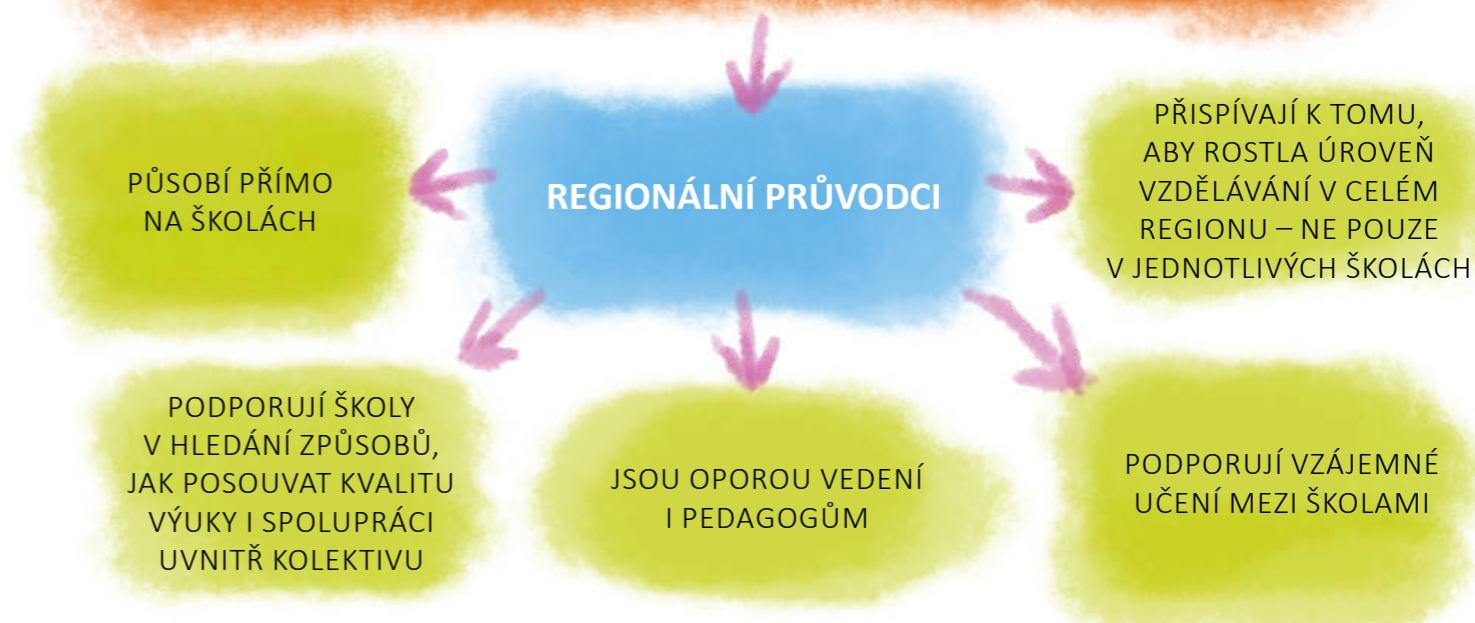 PŮSOBÍ PŘÍMO
NA ŠKOLÁCH
REGIONÁLNÍ PRŮVODCI
PŘISPÍVAJÍ K TOMU,
ABY ROSTLA ÚROVEŇ
VZDĚLÁVÁNÍ V CELÉM
REGIONU – NE POUZE
V JEDNOTLIVÝCH ŠKOLÁCH
PODPORUJÍ ŠKOLY
V HLEDÁNÍ ZPŮSOBŮ,
JAK POSOUVAT KVALITU
VÝUKY I SPOLUPRÁCI
UVNITŘ KOLEKTIVU
JSOU OPOROU VEDENÍ
I PEDAGOGŮM
PODPORUJÍ VZÁJEMNÉ
UČENÍ MEZI ŠKOLAMI